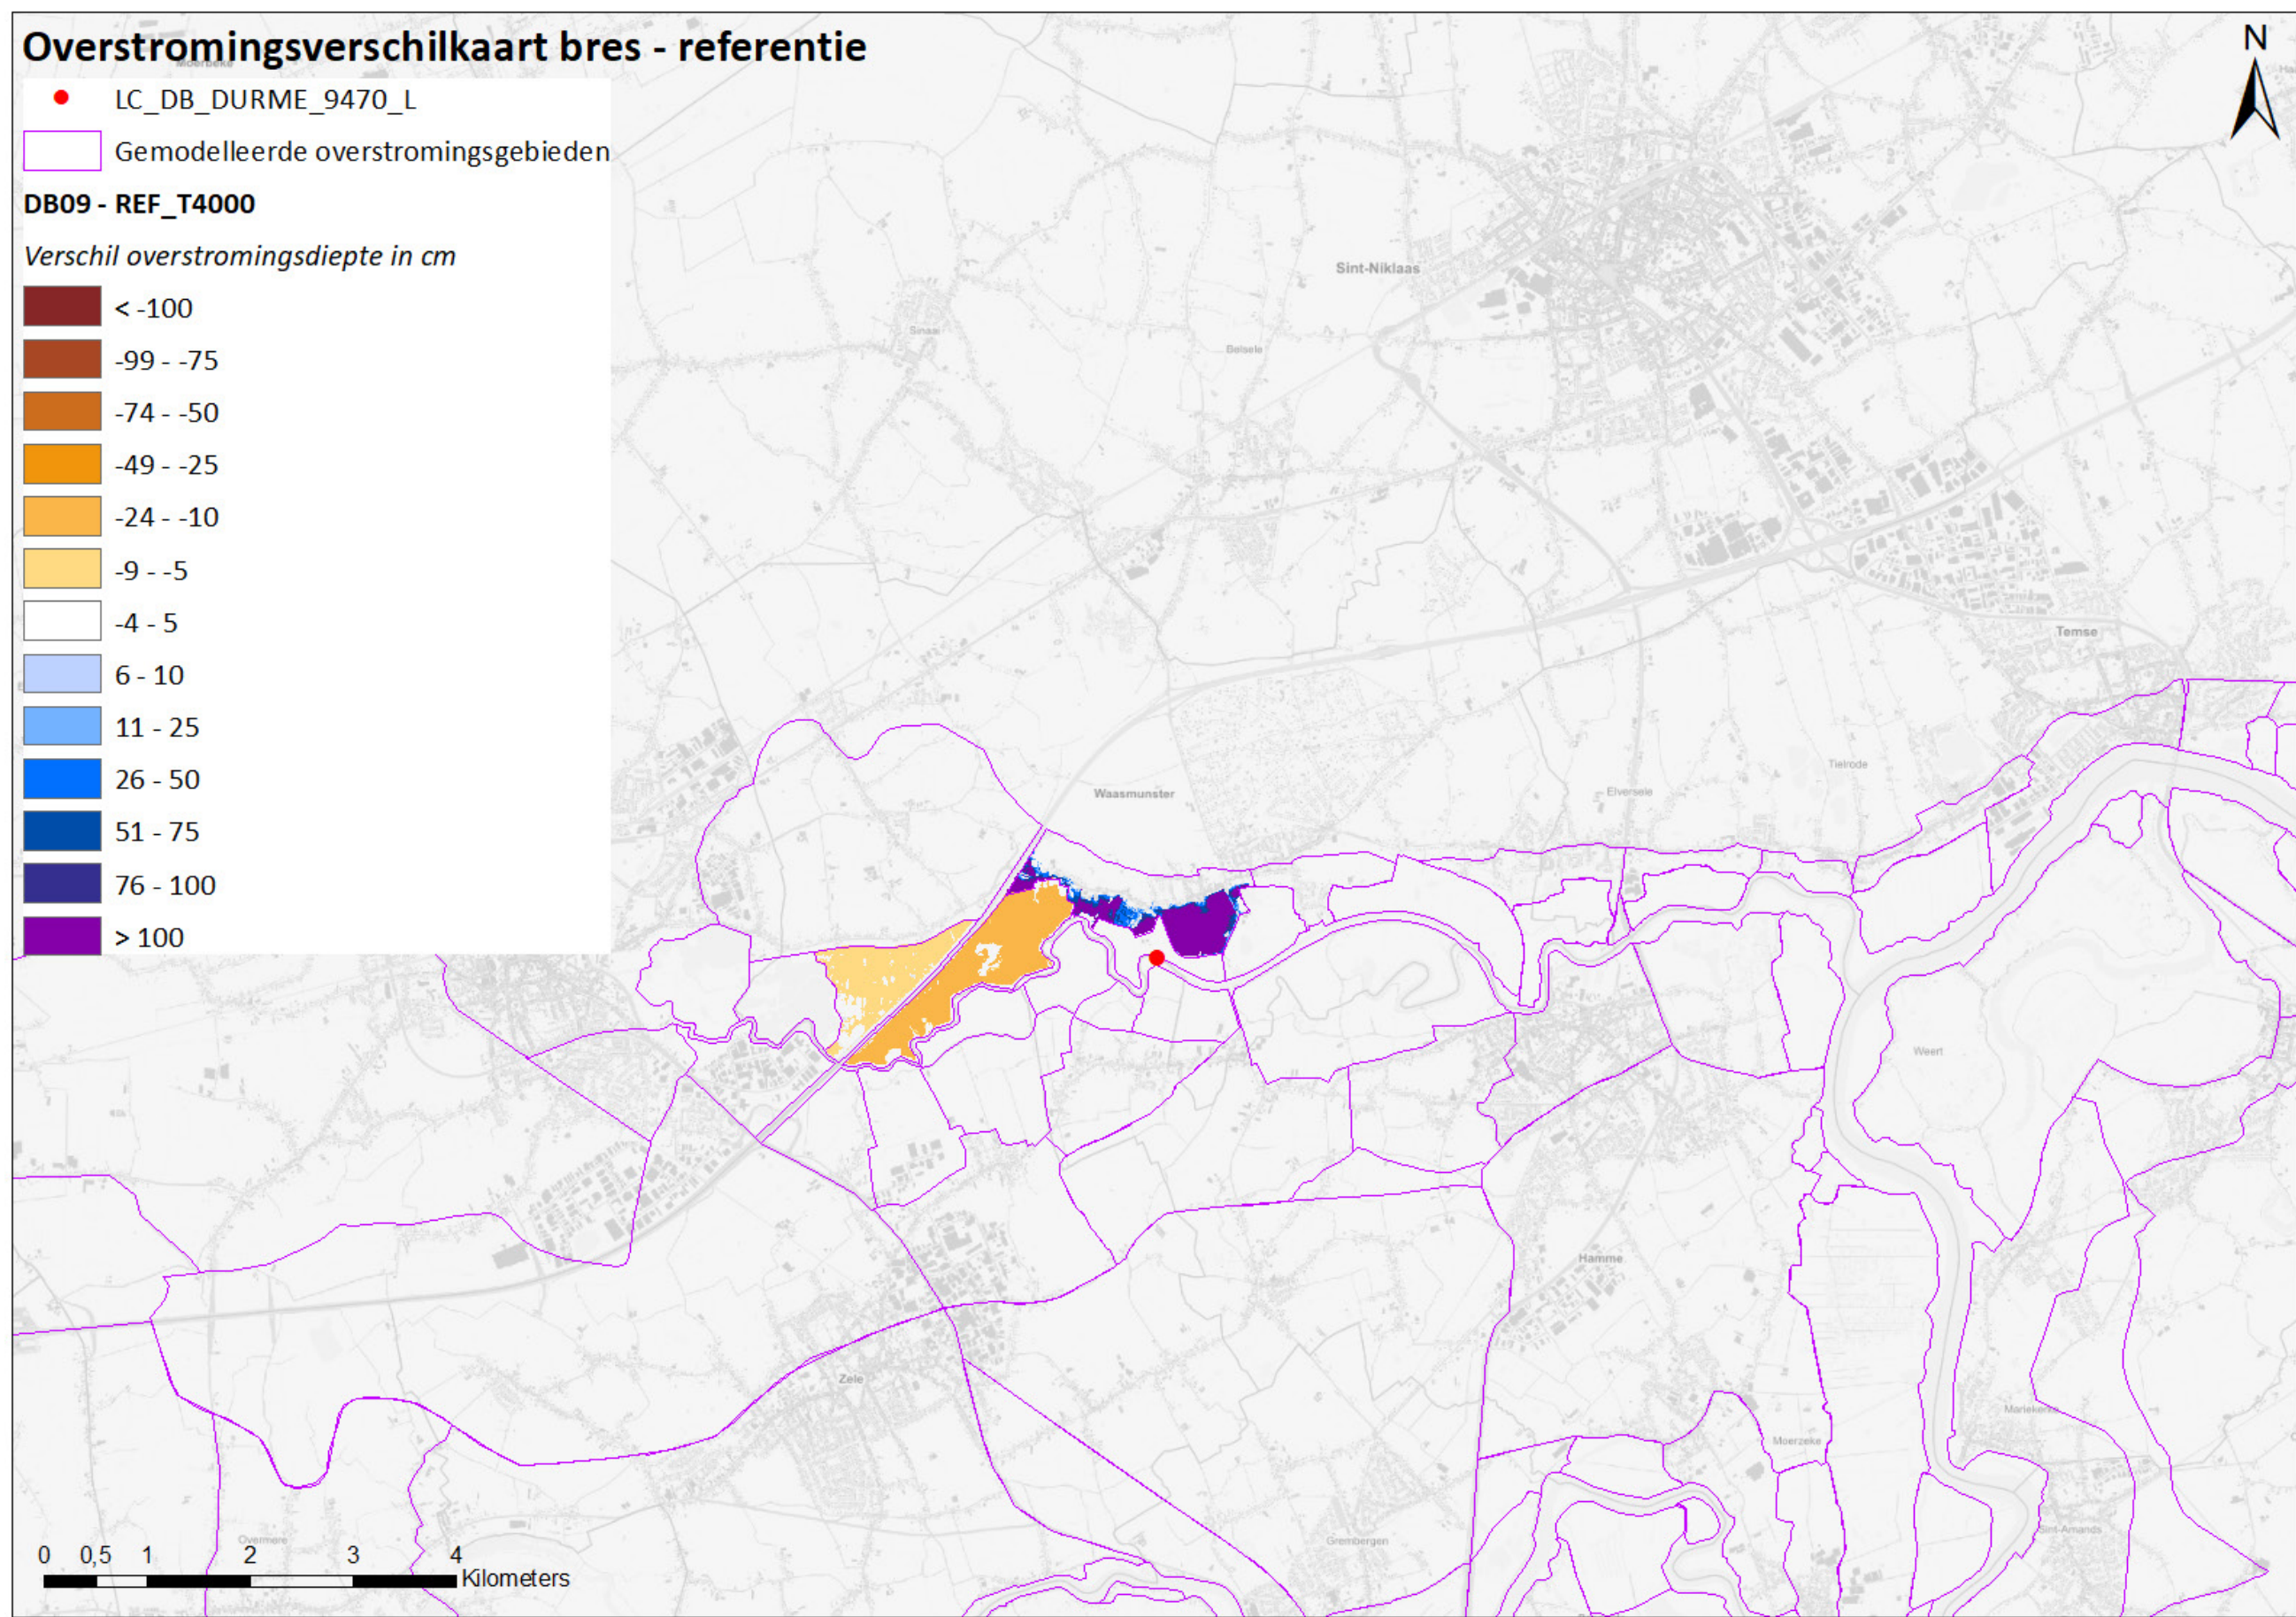 Overstromingsverschilkaart bres - referentie
N
Moerbeke
LC_DB_DURME_9470_L
Gemodelleerde overstromingsgebieden
DB09 - REF_T4000
Verschil overstromingsdiepte in cm
< -100
-99 - -75
-74 - -50
-49 - -25
-24 - -10
-9 - -5
-4 - 5
6 - 10
11 - 25
26 - 50
51 - 75
76 - 100
> 100
Sint-Niklaas
Sinaai
Belsele
Temse
Tielrode
Waasmunster
Elversele
Weert
Hamme
Zele
Mariekerke
Moerzeke
Overmere
Grembergen
Sint-Amands
0 0,5 1 2 3 4
Kilometers